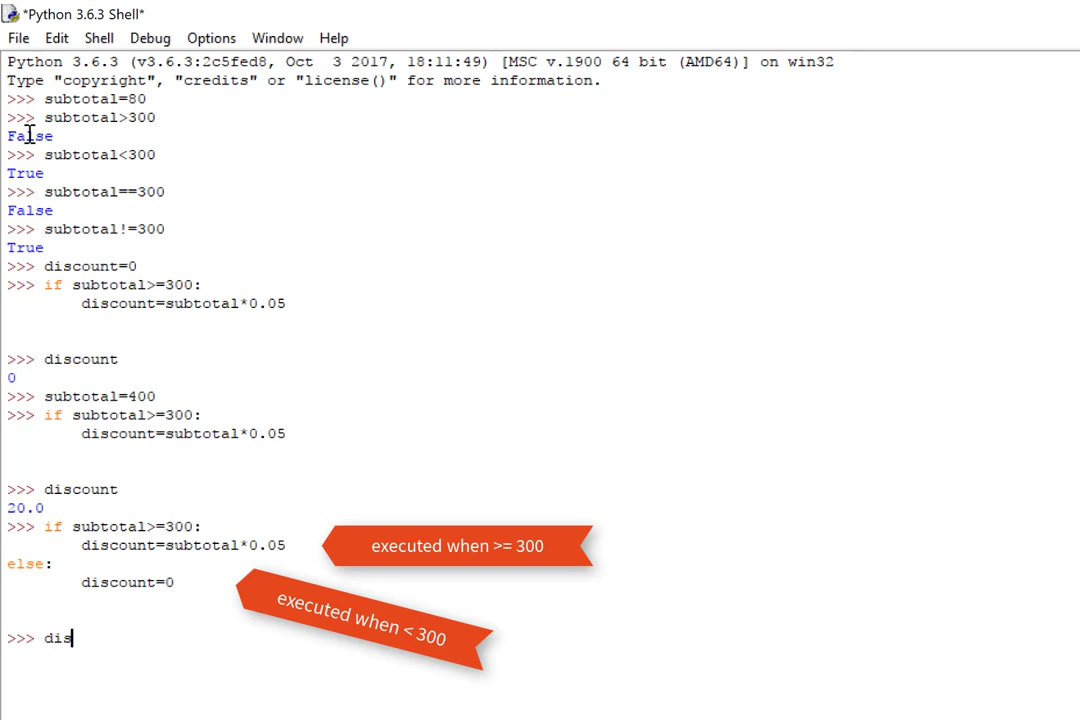 *Python 3.6.3 Shell*
File Edit Shell Debug Options Window Help
Python 3.6.3 (v3.6.3:2c5fed8, Oct  3 2017, 18:11:49) [MSC v.1900 64 bit (AMD64)] on win32
Type "copyright", "credits" or "license()" for more information.
>>> subtotal=80
>>> subtotal>300
False
>>> subtotal<300
True
>>> subtotal==300
False
>>> subtotal!=300
True
>>> discount=0
>>> if subtotal>=300:
        discount=subtotal*0.05
>>> discount
0
>>> subtotal=400
>>> if subtotal>=300:
        discount=subtotal*0.05
>>> discount
20.0
>>> if subtotal>=300:
        discount=subtotal*0.05
executed when >= 300
else:
        discount=0
executed when < 300
>>> dis